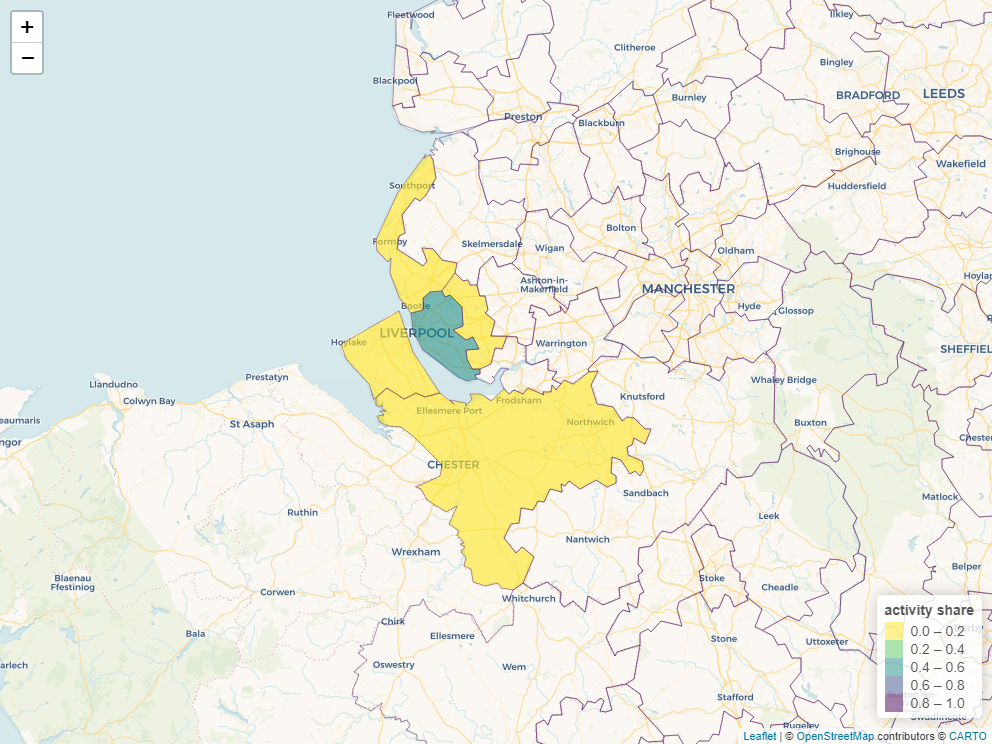 +
−
Fleetwood
Ilkley
Clitheroe
Bingley
Blackpool
Burnley
BRADFORD
LEEDS
Preston
Blackburn
Brighouse
Wakefield
Southport
Huddersfield
Bolton
Formby
Skelmersdale
Wigan
Oldham
Ashton-in-
Makerfield
MANCHESTER
Hoylan
Bootle
Hyde
Glossop
LIVERPOOL
Hoylake
Warrington
SHEFFIEL
Prestatyn
Llandudno
Whaley Bridge
Colwyn Bay
Ellesmere Port
Frodsham
Knutsford
eaumaris
St Asaph
Northwich
Buxton
ngor
Chester
CHESTER
Sandbach
Matlock
Ruthin
Leek
Nantwich
Wrexham
Belper
Blaenau
Ffestiniog
Stoke
Cheadle
Corwen
Whitchurch
Chirk
Bala
Ellesmere
Stone
Uttoxeter
arlech
Oswestry
Wem
Stafford
Rugeley
Swadlincote
activity share
0.0 – 0.2
0.2 – 0.4
0.4 – 0.6
0.6 – 0.8
0.8 – 1.0
Leaflet | © OpenStreetMap contributors © CARTO